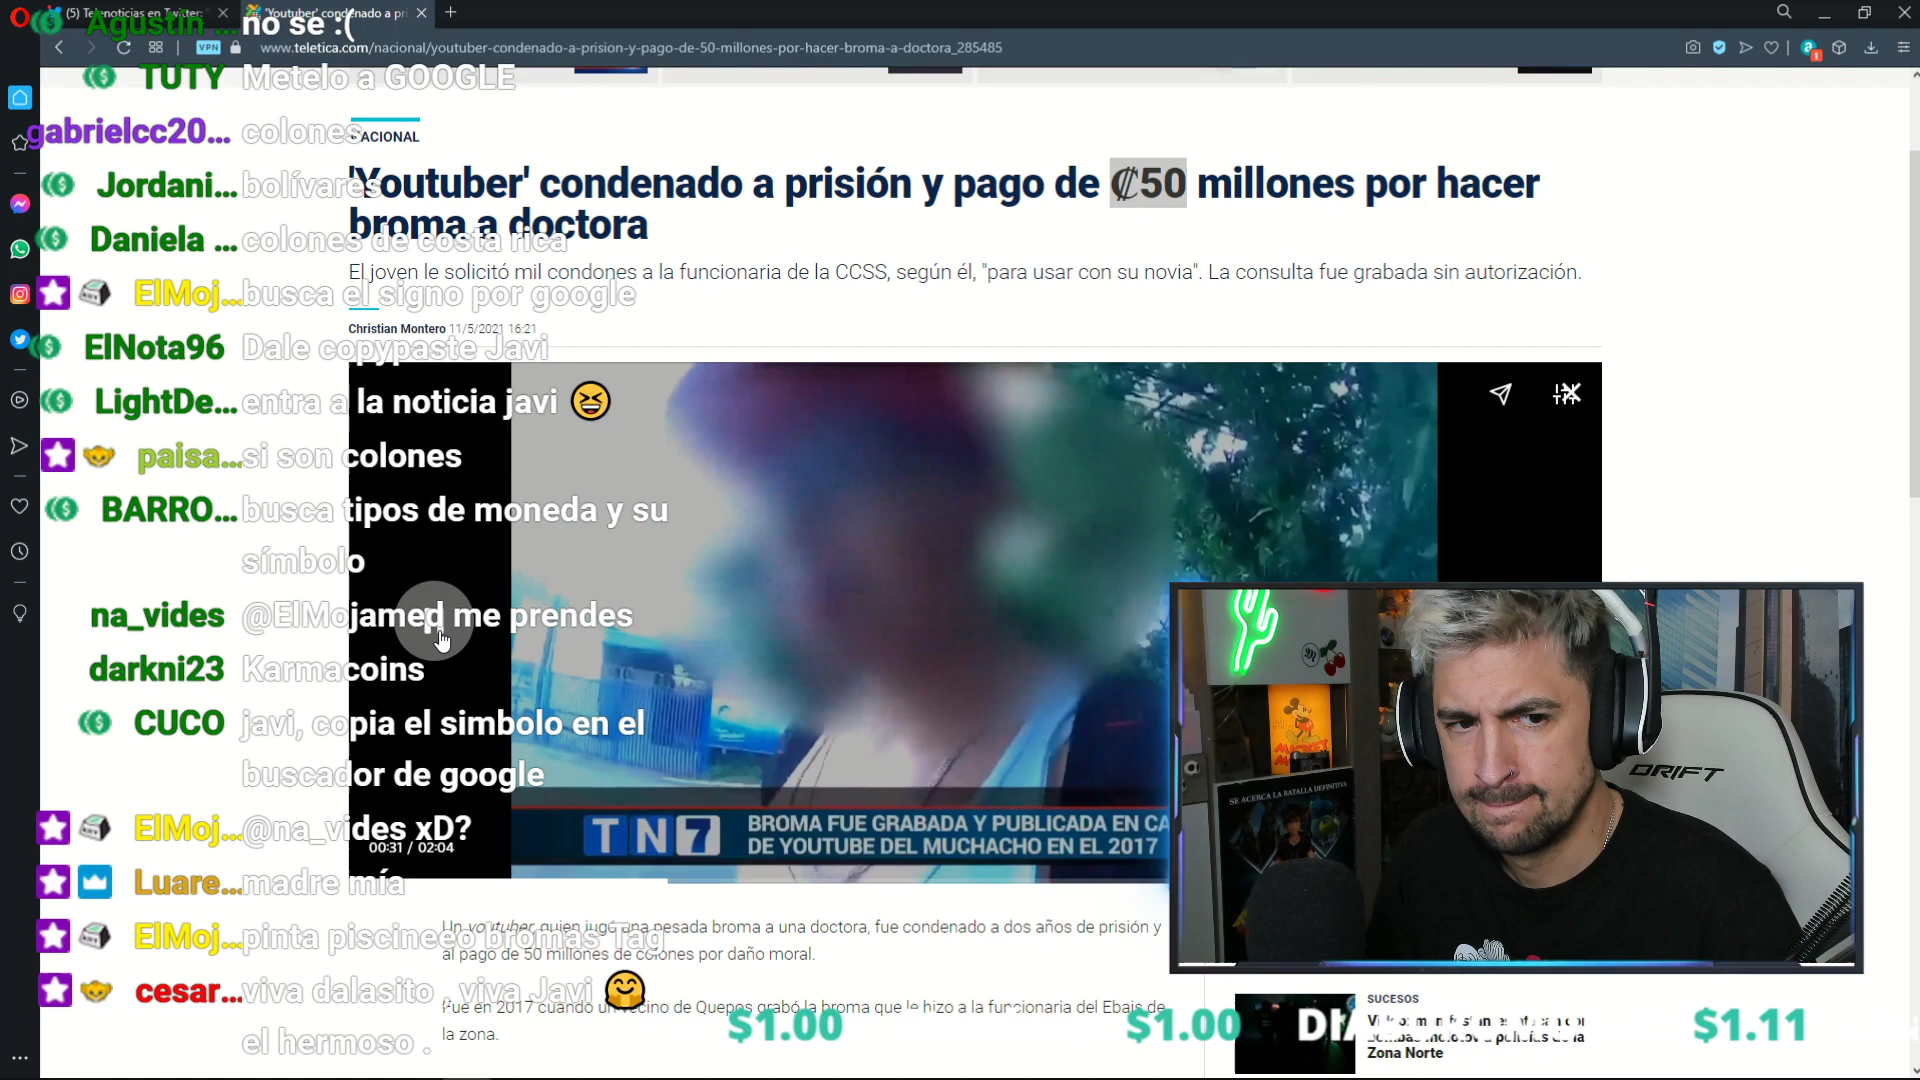 (5) Telenoticias en Twitter:
'Youtuber' condenado a pri
VPN
www.teletica.com/nacional/youtuber-condenado-a-prision-y-pago-de-50-millones-por-hacer-broma-a-doctora_285485
Agustin ... no se :(
TUTY Metelo a GOOGLE
gabrielcc20... colones
Jordani... bolívares
Daniela ... colones de costa rica
ElMoj... busca el signo por google
ElNota96 Dale copypaste Javi
LightDe... entra a la noticia javi 😆
paisa... si son colones
BARRO... busca tipos de moneda y su
símbolo
na_vides @ElMojamed me prendes
darkni23 Karmacoins
CUCO javi, copia el simbolo en el
buscador de google
ElMoj... @na_vides xD?
Luare... madre mía
ElMoj... pinta piscineeo bromas Tag
cesar... viva dalasito , viva Javi 🤗
el hermoso .
NACIONAL
'Youtuber' condenado a prisión y pago de ₡50 millones por hacer
broma a doctora
El joven le solicitó mil condones a la funcionaria de la CCSS, según él, "para usar con su novia". La consulta fue grabada sin autorización.
Christian Montero 11/5/2021 16:21
TN7
BROMA FUE GRABADA Y PUBLICADA EN CA
DE YOUTUBE DEL MUCHACHO EN EL 2017
00:31 / 02:04
SE ACERCA LA BATALLA DEFINITIVA
MICKEY
DRIFT
Un youtuber quien jugó una pesada broma a una doctora, fue condenado a dos años de prisión y
al pago de 50 millones de colones por daño moral.
Fue en 2017 cuando un vecino de Quepos grabó la broma que le hizo a la funcionaria del Ebais de
la zona.
SUCESOS
Zona Norte
$1.00
$1.00
$1.11